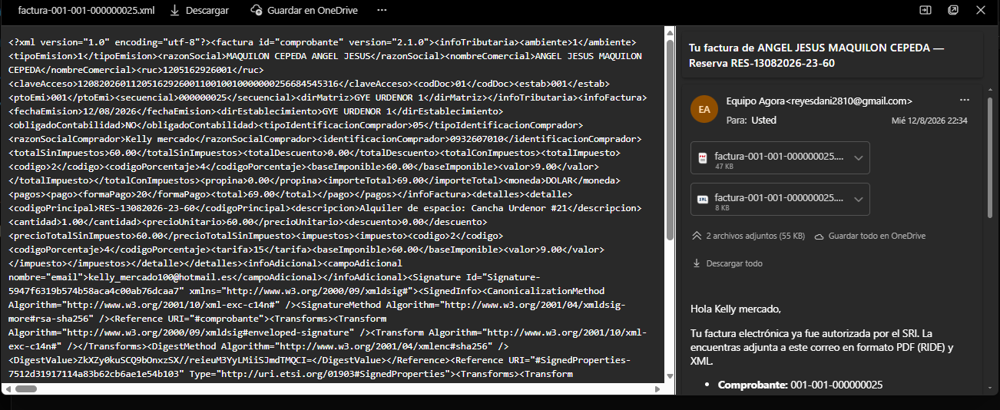 factura-001-001-000000025.xml
Descargar
Guardar en OneDrive
<?xml version="1.0" encoding="utf-8"?><factura id="comprobante" version="2.1.0"><infoTributaria><ambiente>1</ambiente>
<tipoEmision>1</tipoEmision><razonSocial>MAQUILON CEPEDA ANGEL JESUS</razonSocial><nombreComercial>ANGEL JESUS MAQUILON
CEPEDA</nombreComercial><ruc>1205162926001</ruc>
<claveAcceso>1208202601120516292600110010010000000256684545316</claveAcceso><codDoc>01</codDoc><estab>001</estab>
<ptoEmi>001</ptoEmi><secuencial>000000025</secuencial><dirMatriz>GYE URDENOR 1</dirMatriz></infoTributaria><infoFactura>
<fechaEmision>12/08/2026</fechaEmision><dirEstablecimiento>GYE URDENOR 1</dirEstablecimiento>
<obligadoContabilidad>NO</obligadoContabilidad><tipoIdentificacionComprador>05</tipoIdentificacionComprador>
<razonSocialComprador>Kelly mercado</razonSocialComprador><identificacionComprador>0932607010</identificacionComprador>
<totalSinImpuestos>60.00</totalSinImpuestos><totalDescuento>0.00</totalDescuento><totalConImpuestos><totalImpuesto>
<codigo>2</codigo><codigoPorcentaje>4</codigoPorcentaje><baseImponible>60.00</baseImponible><valor>9.00</valor>
</totalImpuesto></totalConImpuestos><propina>0.00</propina><importeTotal>69.00</importeTotal><moneda>DOLAR</moneda>
<pagos><pago><formaPago>20</formaPago><total>69.00</total></pago></pagos></infoFactura><detalles><detalle>
<codigoPrincipal>RES-13082026-23-60</codigoPrincipal><descripcion>Alquiler de espacio: Cancha Urdenor #21</descripcion>
<cantidad>1.00</cantidad><precioUnitario>60.00</precioUnitario><descuento>0.00</descuento>
<precioTotalSinImpuesto>60.00</precioTotalSinImpuesto><impuestos><impuesto><codigo>2</codigo>
<codigoPorcentaje>4</codigoPorcentaje><tarifa>15</tarifa><baseImponible>60.00</baseImponible><valor>9.00</valor>
</impuesto></impuestos></detalle></detalles><infoAdicional><campoAdicional
nombre="email">kelly_mercado100@hotmail.es</campoAdicional></infoAdicional><Signature Id="Signature-
5947f6319b574b58aca4c00ab76dcaa7" xmlns="http://www.w3.org/2000/09/xmldsig#"><SignedInfo><CanonicalizationMethod
Algorithm="http://www.w3.org/2001/10/xml-exc-c14n#" /><SignatureMethod Algorithm="http://www.w3.org/2001/04/xmldsig-
more#rsa-sha256" /><Reference URI="#comprobante"><Transforms><Transform
Algorithm="http://www.w3.org/2000/09/xmldsig#enveloped-signature" /><Transform Algorithm="http://www.w3.org/2001/10/xml-
exc-c14n#" /></Transforms><DigestMethod Algorithm="http://www.w3.org/2001/04/xmlenc#sha256" />
<DigestValue>ZkXZy0kuSCQ9bOnxzSX//reieuM3YyLMiiSJmdTMQCI=</DigestValue></Reference><Reference URI="#SignedProperties-
7512d31917114a83b62cb6ae1e54b103" Type="http://uri.etsi.org/01903#SignedProperties"><Transforms><Transform
Tu factura de ANGEL JESUS MAQUILON CEPEDA —
Reserva RES-13082026-23-60
EA
Equipo Agora<reyesdani2810@gmail.com>
Para: Usted
Mié 12/8/2026 22:34
PDF
factura-001-001-000000025....
47 KB
XML
factura-001-001-000000025....
8 KB
2 archivos adjuntos (55 KB)
Guardar todo en OneDrive
Descargar todo
Hola Kelly mercado,
Tu factura electrónica ya fue autorizada por el SRI. La
encuentras adjunta a este correo en formato PDF (RIDE) y
XML.
• Comprobante: 001-001-000000025